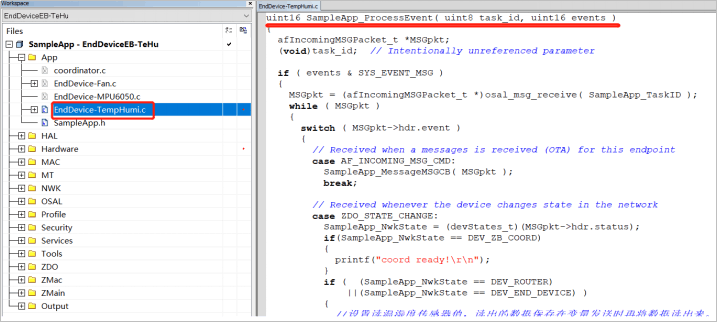 Workspace
EndDeviceEB-TeHu
Files
SampleApp - EndDeviceEB-TeHu
App
coordinator.c
EndDevice-Fan.c
EndDevice-MPU6050.c
EndDevice-TempHumi.c
SampleApp.h
HAL
Hardware
MAC
MT
NWK
OSAL
Profile
Security
Services
Tools
ZDO
ZMac
ZMain
Output
EndDevice-TempHumi.c
uint16 SampleApp_ProcessEvent( uint8 task_id, uint16 events )
{
afIncomingMSGPacket_t *MSGpkt;
(void)task_id; // Intentionally unreferenced parameter
if ( events & SYS_EVENT_MSG )
{
MSGpkt = (afIncomingMSGPacket_t *)osal_msg_receive( SampleApp_TaskID );
while ( MSGpkt )
{
switch ( MSGpkt->hdr.event )
{
// Received when a messages is received (OTA) for this endpoint
case AF_INCOMING_MSG_CMD:
SampleApp_MessageMSGCB( MSGpkt );
break;
// Received whenever the device changes state in the network
case ZDO_STATE_CHANGE:
SampleApp_NwkState = (devStates_t)(MSGpkt->hdr.status);
if(SampleApp_NwkState == DEV_ZB_COORD)
{
printf("coord ready!\r\n");
}
if ( (SampleApp_NwkState == DEV_ROUTER)
||(SampleApp_NwkState == DEV_END_DEVICE) )
{